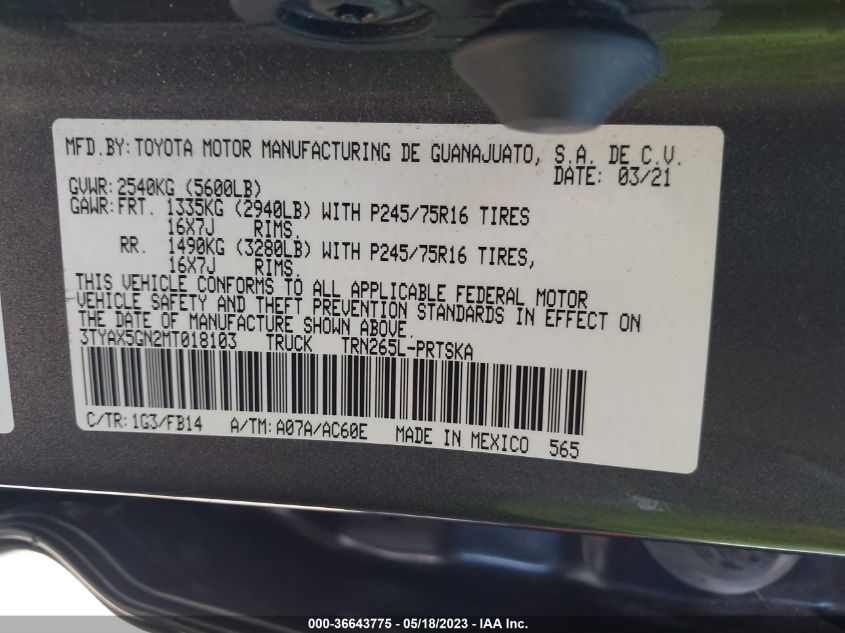 MFD.BY: TOYOTA MOTOR MANUFACTURING DE GUANAJUATO, S.A. DE C.V.
DATE: 03/21
GVWR: 2540KG (5600LB)
GAWR: FRT. 1335KG (2940LB) WITH P245/75R16 TIRES
16X7J RIMS.
RR. 1490KG (3280LB) WITH P245/75R16 TIRES,
16X7J RIMS.
THIS VEHICLE CONFORMS TO ALL APPLICABLE FEDERAL MOTOR
VEHICLE SAFETY AND THEFT PREVENTION STANDARDS IN EFFECT ON
THE DATE OF MANUFACTURE SHOWN ABOVE.
3TYAX5GN2MT018103 TRUCK TRN265L-PRTSKA
C/TR: 1G3/FB14 A/TM: A07A/AC60E MADE IN MEXICO 565
000-36643775 - 05/18/2023 - IAA Inc.